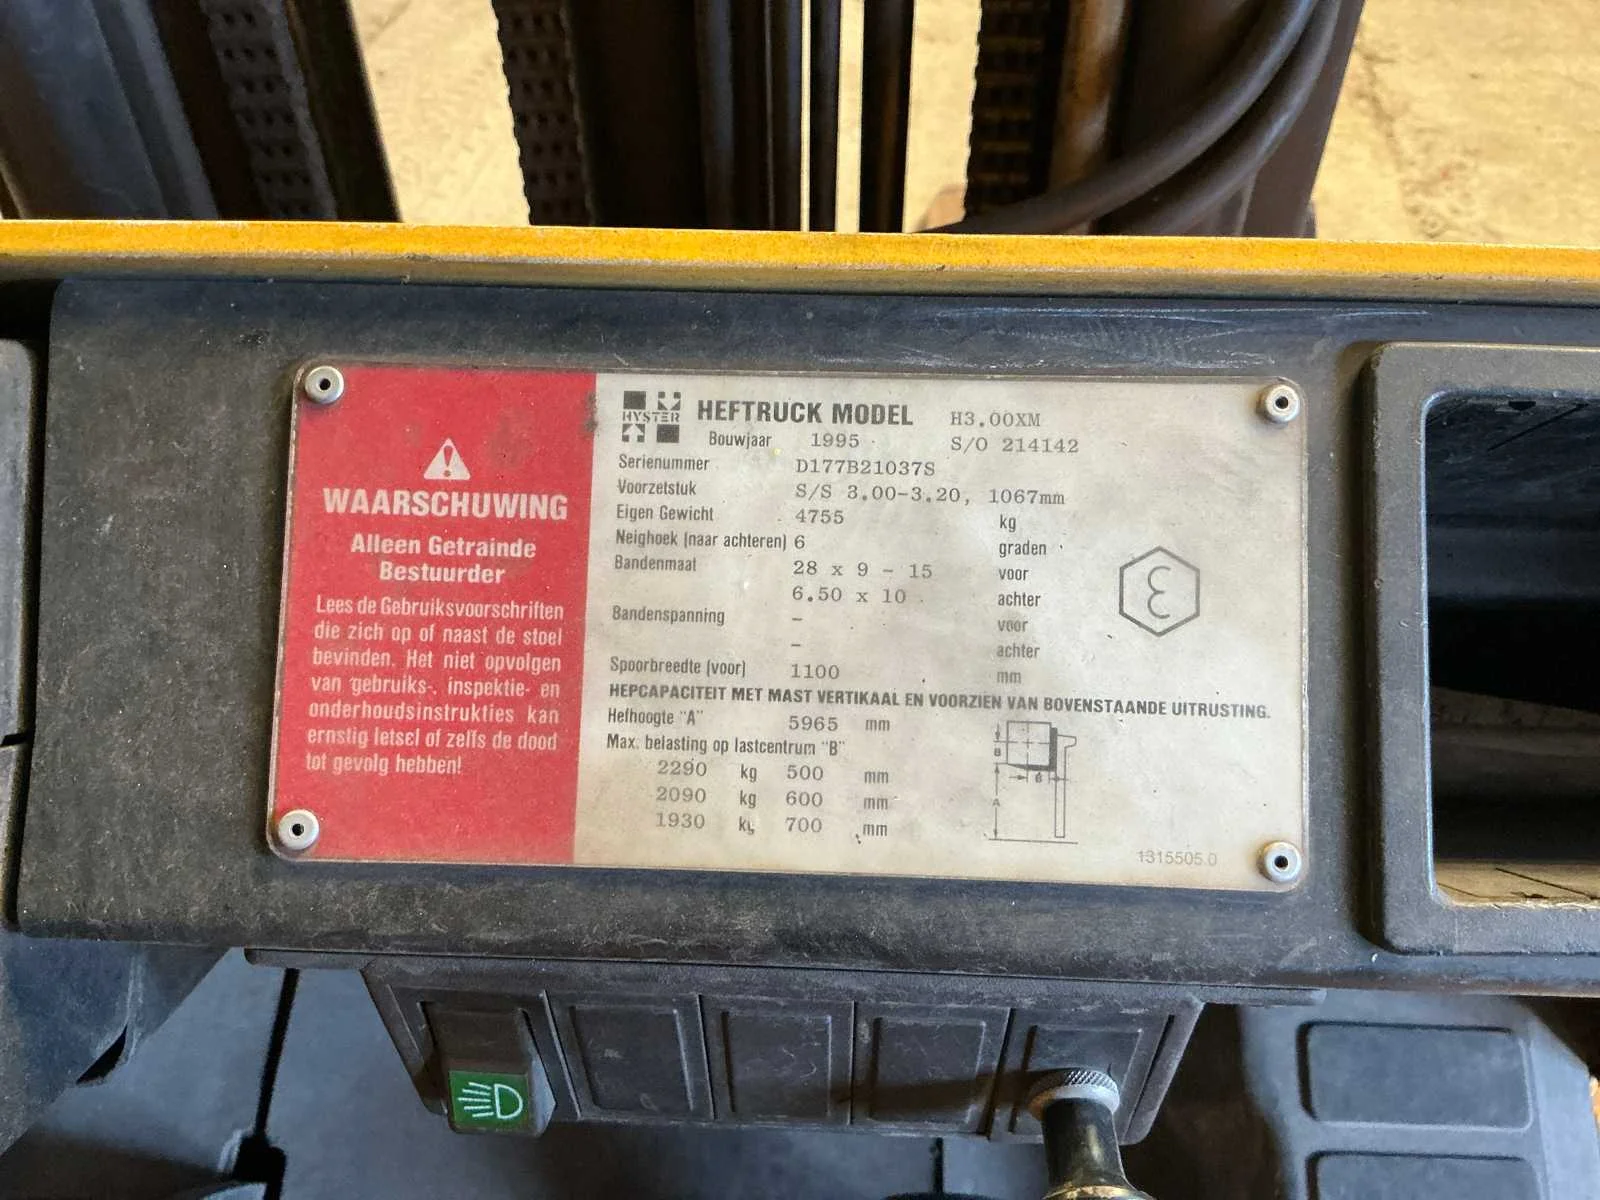 WAARSCHUWING
Alleen Getrainde
Bestuurder
Lees de Gebruiksvoorschriften
die zich op of naast de stoel
bevinden. Het niet opvolgen
van gebruiks-, inspektie- en
onderhoudsinstrukties kan
ernstig letsel of zelfs de dood
tot gevolg hebben!
HYSTER
HEFTRUCK MODEL H3.00XM
Bouwjaar 1995 S/O 214142
Serienummer D177B21037S
Voorzetstuk S/S 3.00-3.20, 1067mm
Eigen Gewicht 4755 kg
Neighoek (naar achteren) 6 graden
Bandenmaat 28 x 9 - 15 voor
6.50 x 10 achter
Bandenspanning - voor
- achter
Spoorbreedte (voor) 1100 mm
HEFCAPACITEIT MET MAST VERTIKAAL EN VOORZIEN VAN BOVENSTAANDE UITRUSTING.
Hefhoogte "A" 5965 mm
Max. belasting op lastcentrum "B"
2290 kg 500 mm
2090 kg 600 mm
1930 kg 700 mm
B
B
A
1315505.0